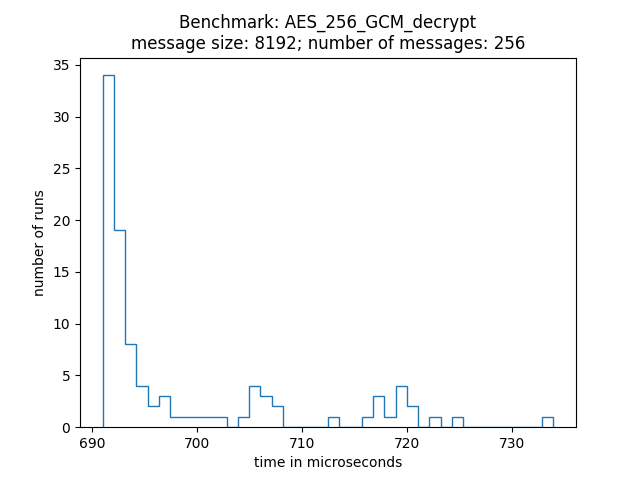 Benchmark: AES_256_GCM_decrypt
message size: 8192; number of messages: 256
35
30
25
20
15
10
5
0
number of runs
690 700 710 720 730
time in microseconds